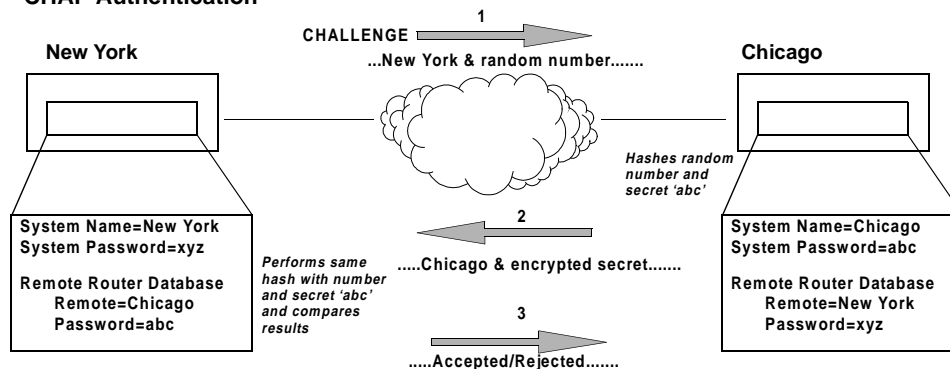 CHAP Authentication
1
CHALLENGE
New York
Chicago
...New York & random number.......
Hashes random
number and
secret 'abc'
System Name=New York
System Password=xyz
Remote Router Database
Remote=Chicago
Password=abc
Performs same
hash with number
and secret 'abc'
and compares
results
2
.....Chicago & encrypted secret.......
3
.....Accepted/Rejected.......
System Name=Chicago
System Password=abc
Remote Router Database
Remote=New York
Password=xyz